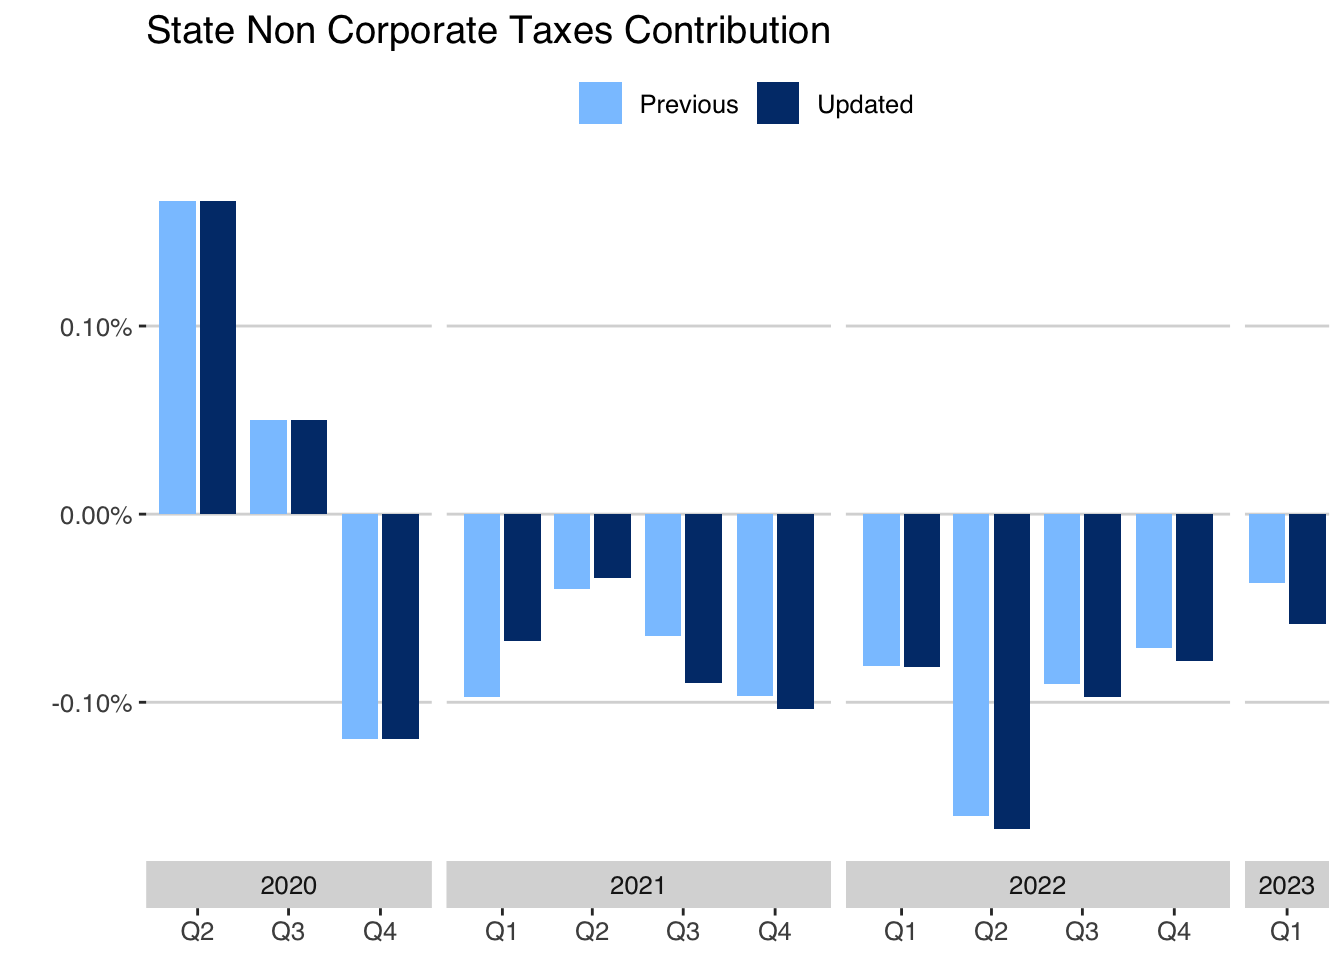 State Non Corporate Taxes Contribution
Previous Updated
0.10%
0.00%
-0.10%
2020 2021 2022 2023
Q2 Q3 Q4 Q1 Q2 Q3 Q4 Q1 Q2 Q3 Q4 Q1